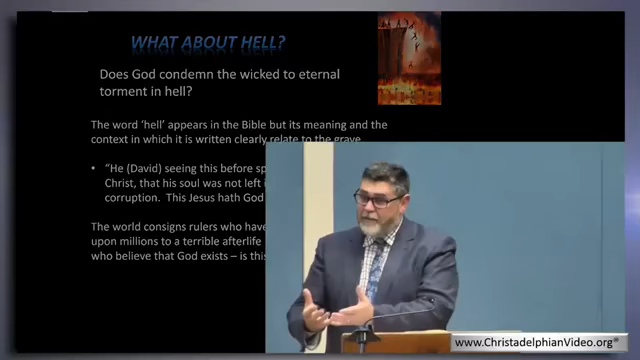 WHAT ABOUT HELL?
Does God condemn the wicked to eternal
torment in hell?
The word ‘hell’ appears in the Bible but its meaning and the
context in which it is written clearly relate to the grave
• “He (David) seeing this before
Christ, that his soul was not left
corruption. This Jesus hath God
The world consigns rulers who have
upon millions to a terrible afterlife
who believe that God exists – is this
www.ChristadelphianVideo.org